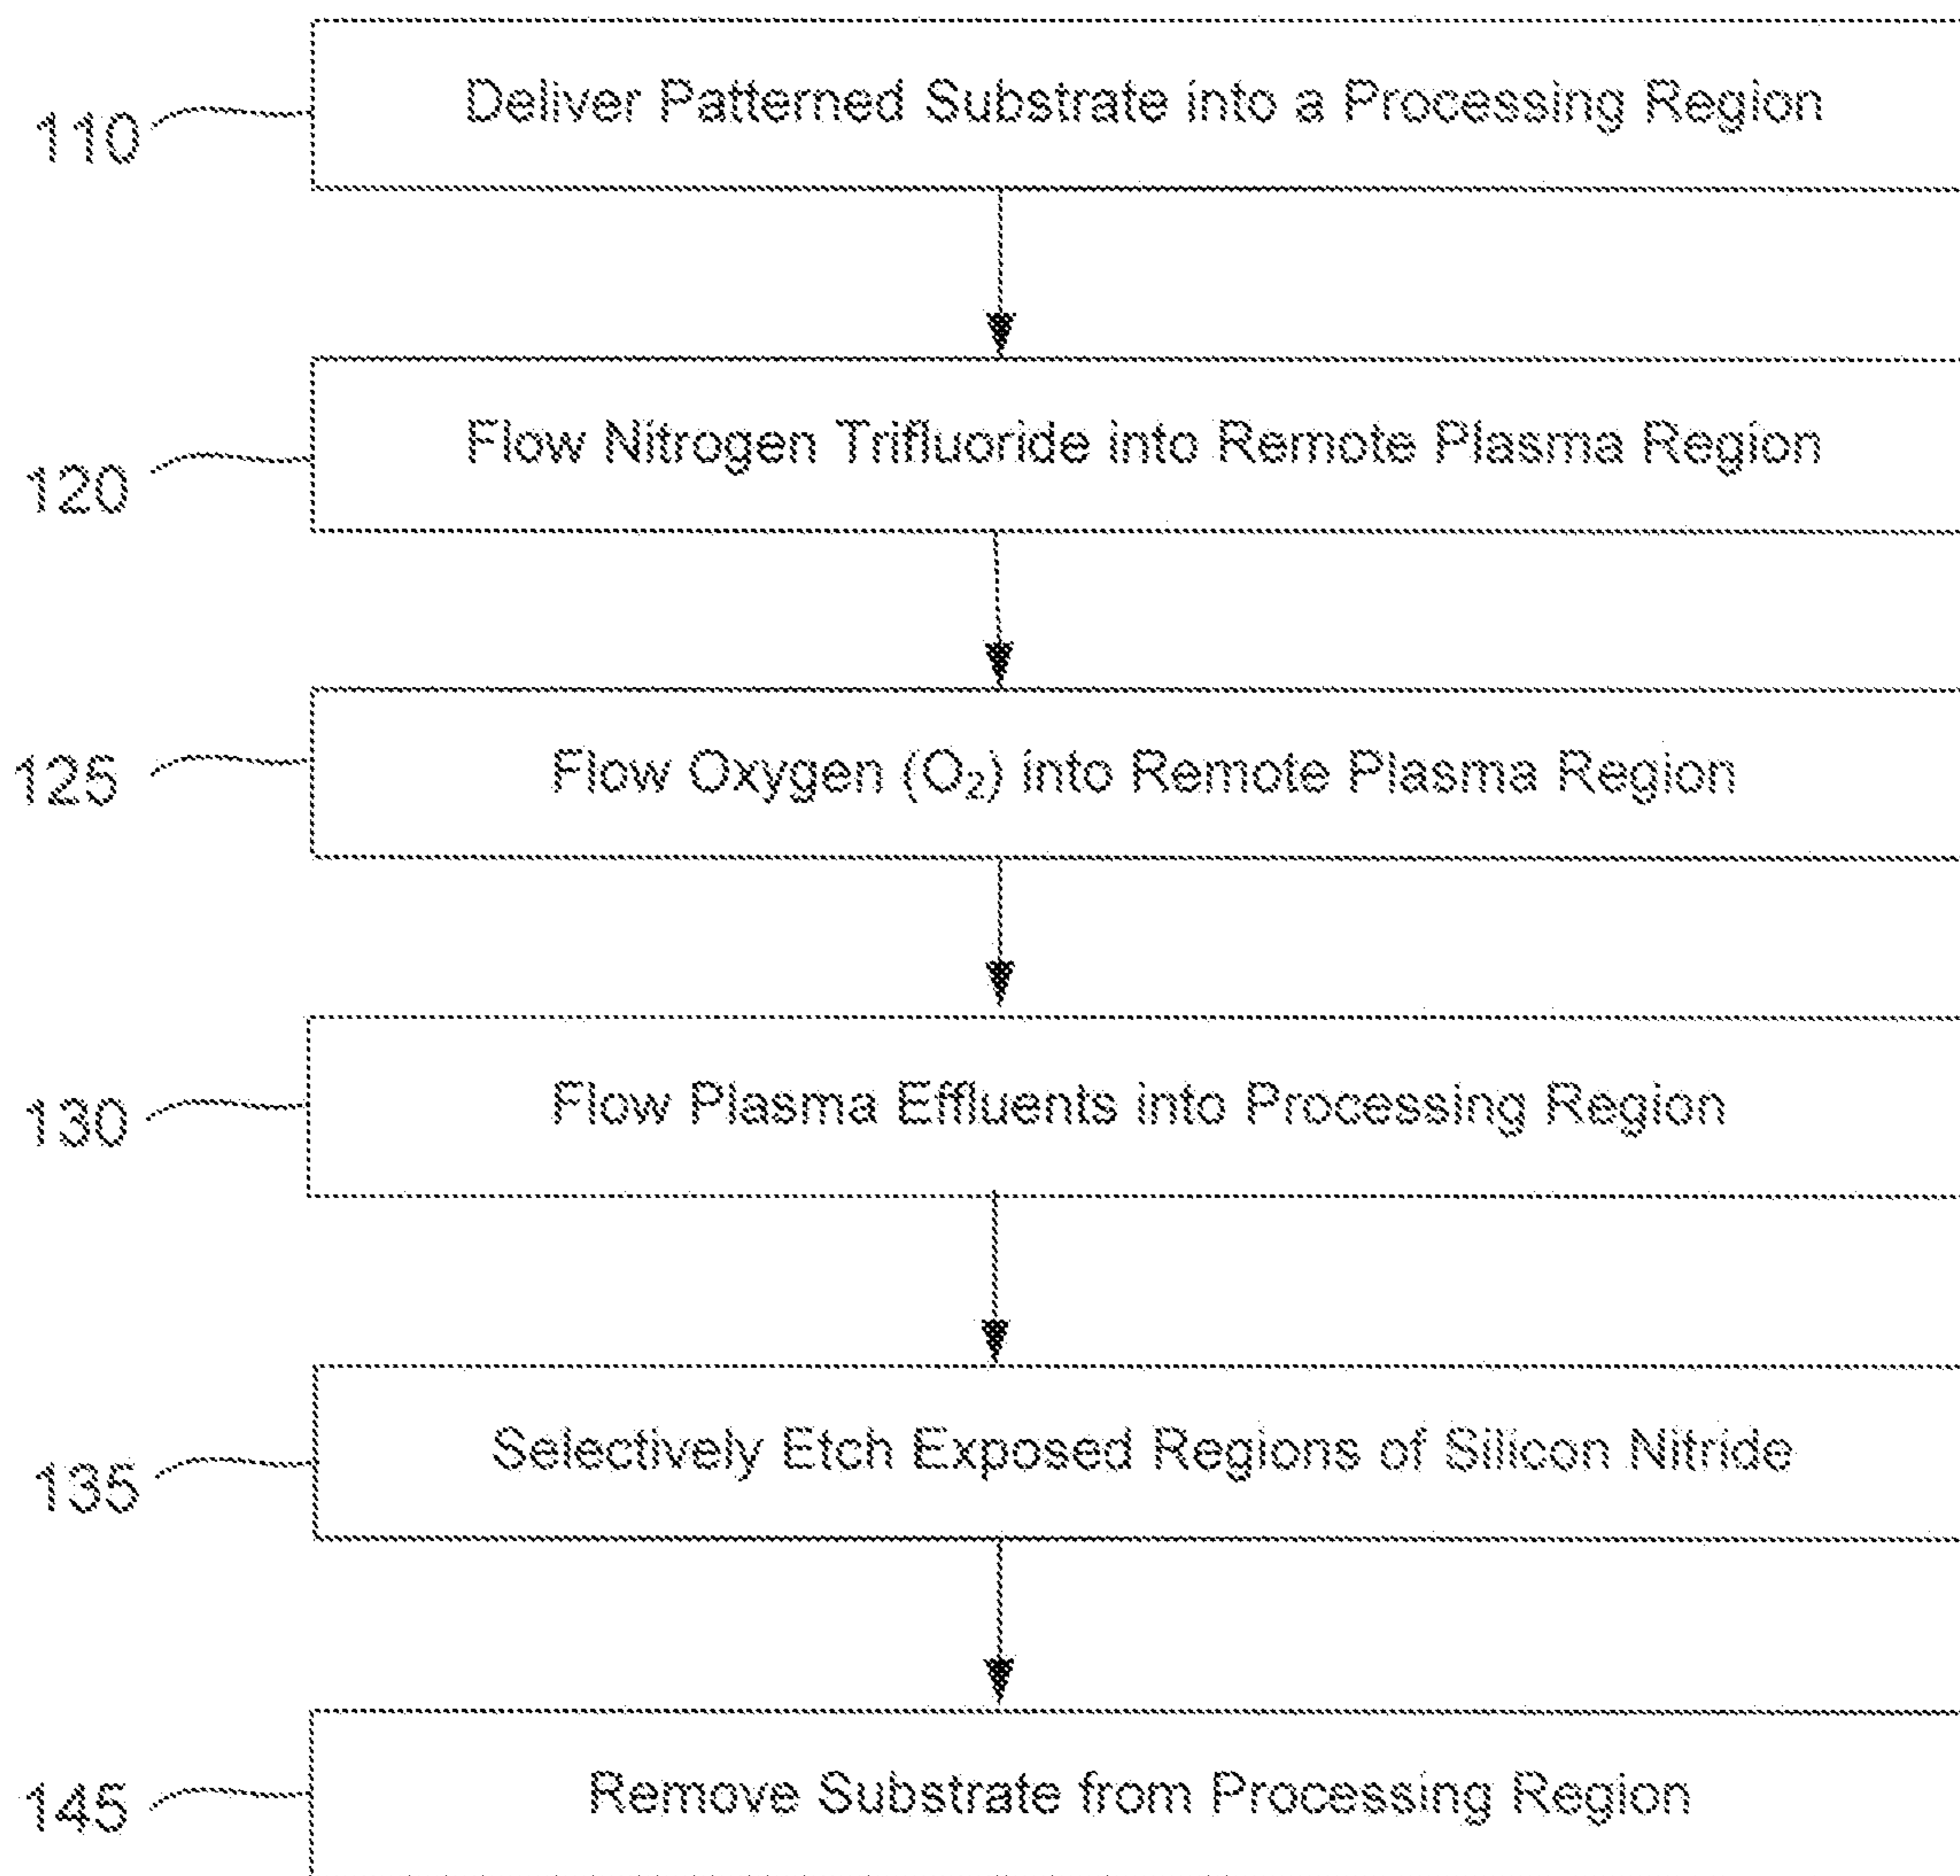 110 Deliver Patterned Substrate into a Processing Region
120 Flow Nitrogen Trifluoride into Remote Plasma Region
125 Flow Oxygen (O₂) into Remote Plasma Region
130 Flow Plasma Effluents into Processing Region
135 Selectively Etch Exposed Regions of Silicon Nitride
145 Remove Substrate from Processing Region